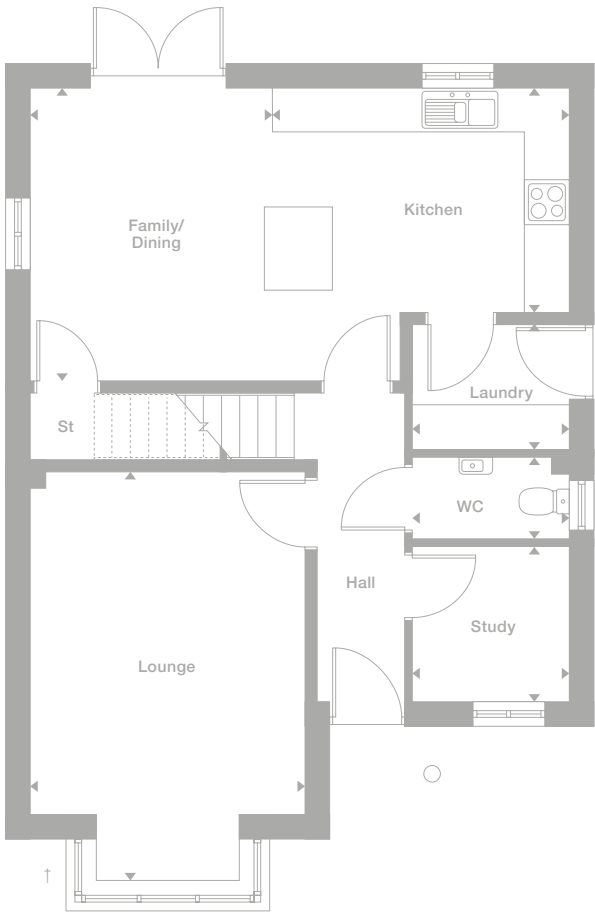 Family/
Dining
Kitchen
Laundry
St
WC
Hall
Study
Lounge
†